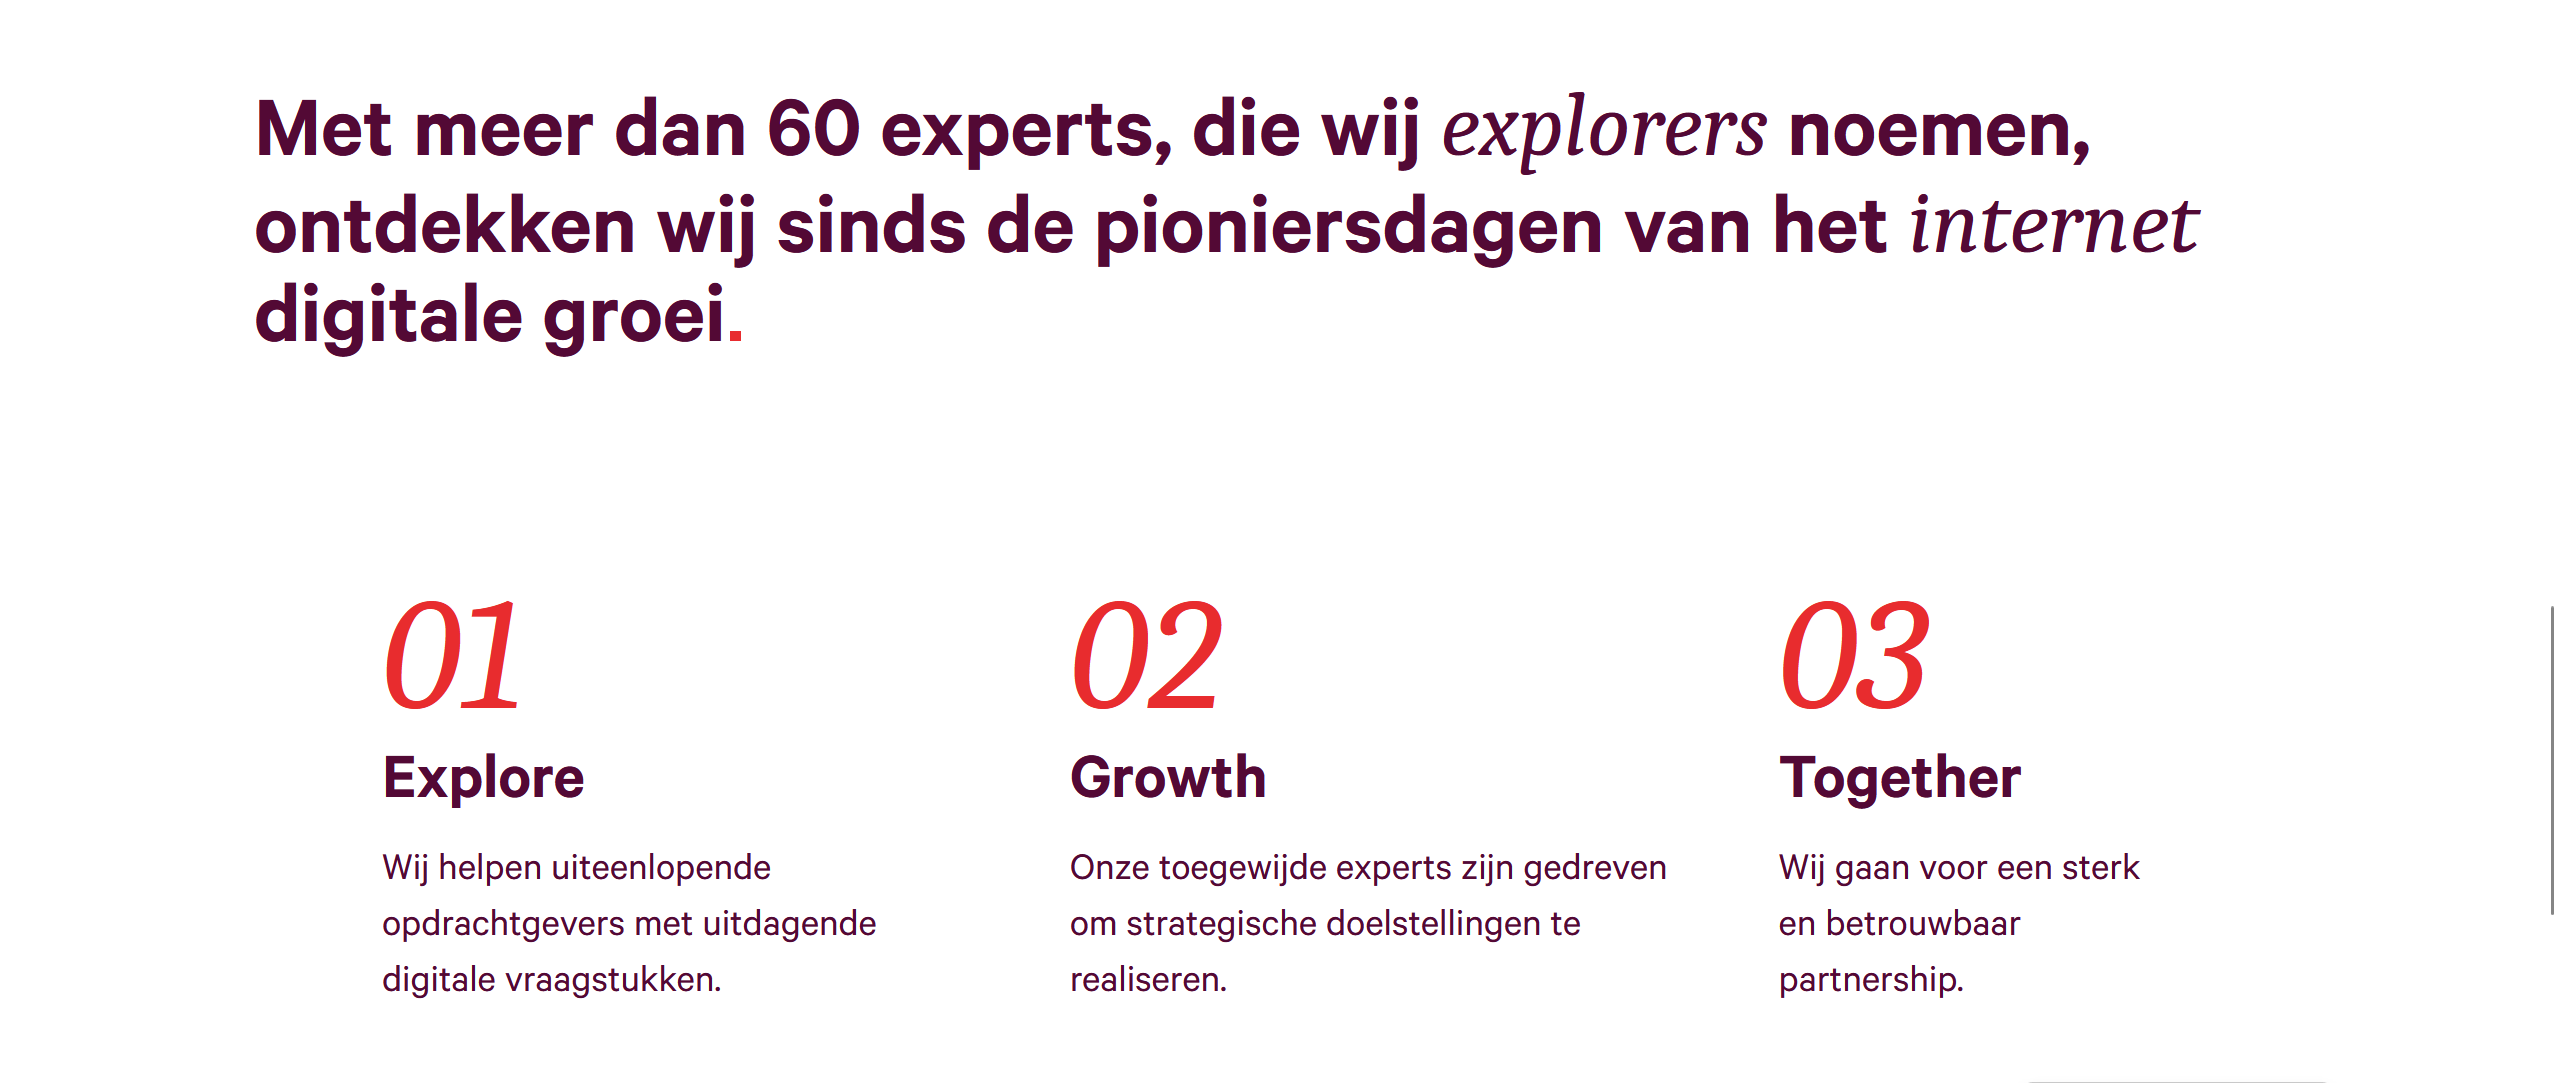 Met meer dan 60 experts, die wij explorers noemen,
ontdekken wij sinds de pioniersdagen van het internet
digitale groei.
01
Explore
Wij helpen uiteenlopende
opdrachtgevers met uitdagende
digitale vraagstukken.
02
Growth
Onze toegewijde experts zijn gedreven
om strategische doelstellingen te
realiseren.
03
Together
Wij gaan voor een sterk
en betrouwbaar
partnership.